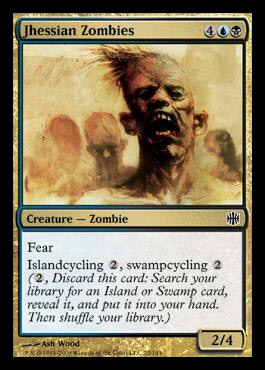 Jhessian Zombies 4
Creature — Zombie
Fear
Islandcycling 2, swampcycling 2
(2, Discard this card: Search your
library for an Island or Swamp card,
reveal it, and put it into your hand.
Then shuffle your library.)
2/4
Ash Wood